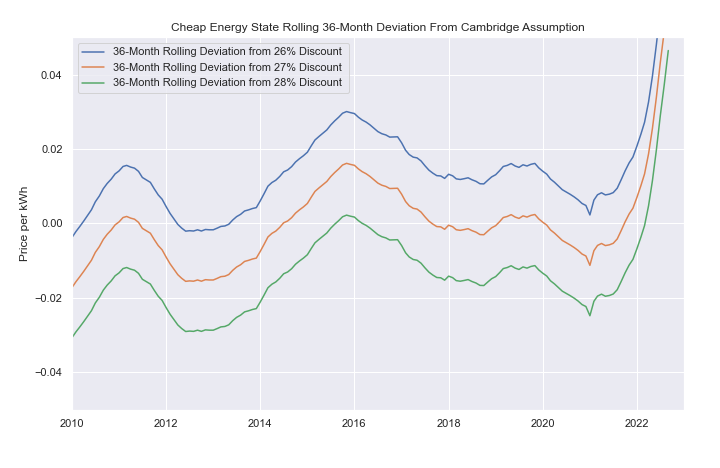 Cheap Energy State Rolling 36-Month Deviation From Cambridge Assumption
36-Month Rolling Deviation from 26% Discount
36-Month Rolling Deviation from 27% Discount
36-Month Rolling Deviation from 28% Discount
Price per kWh
0.04
0.02
0.00
−0.02
−0.04
2010
2012
2014
2016
2018
2020
2022